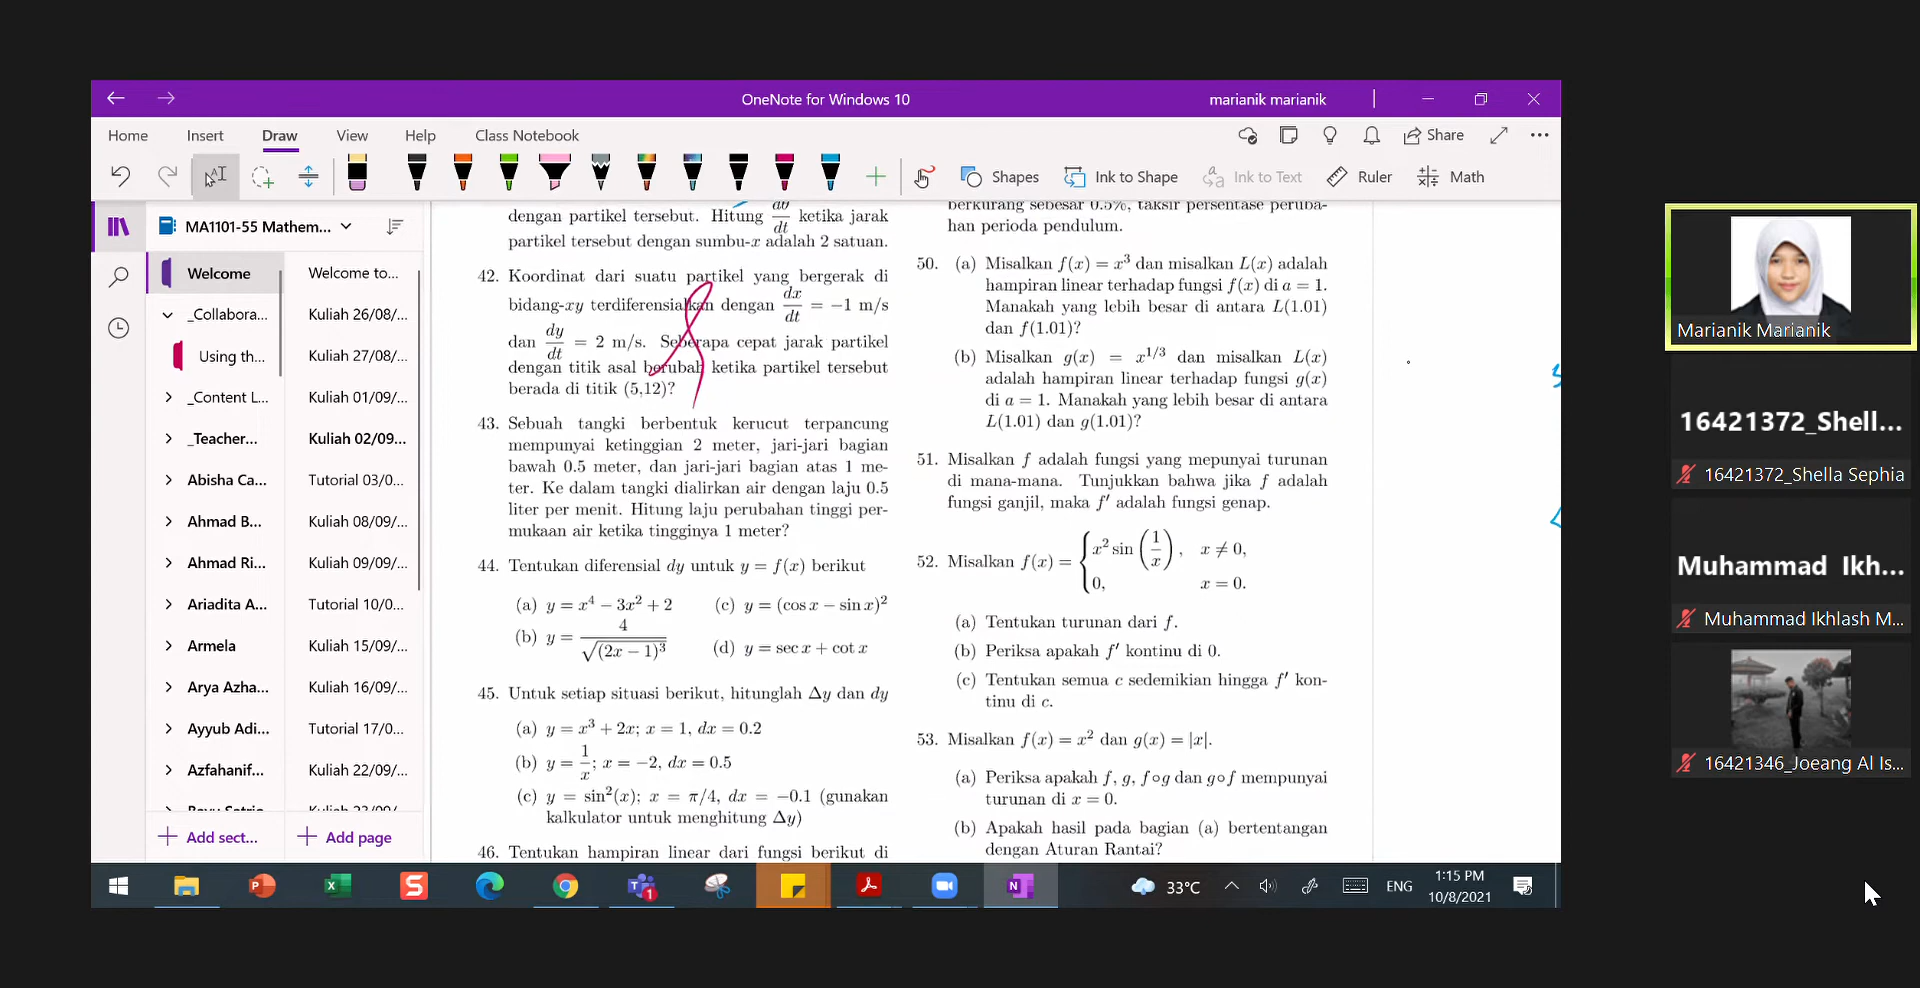 OneNote for Windows 10
marianik marianik
Home Insert Draw View Help Class Notebook
Share
Shapes Ink to Shape Ink to Text Ruler Math
MA1101-55 Mathem...
Welcome
_Collabora...
Using th...
_Content L...
_Teacher...
Abisha Ca...
Ahmad B...
Ahmad Ri...
Ariadita A...
Armela
Arya Azha...
Ayyub Adi...
Azfahanif...
Add sect...
Welcome to...
Kuliah 26/08/...
Kuliah 27/08/...
Kuliah 01/09/...
Kuliah 02/09...
Tutorial 03/0...
Kuliah 08/09/...
Kuliah 09/09/...
Tutorial 10/0...
Kuliah 15/09/...
Kuliah 16/09/...
Tutorial 17/0...
Kuliah 22/09/...
Add page
dengan partikel tersebut. Hitung dθ/dt ketika jarak
partikel tersebut dengan sumbu-x adalah 2 satuan.
42. Koordinat dari suatu partikel yang bergerak di
bidang-xy terdiferensialkan dengan dx/dt = −1 m/s
dan dy/dt = 2 m/s. Seberapa cepat jarak partikel
dengan titik asal berubah ketika partikel tersebut
berada di titik (5,12)?
43. Sebuah tangki berbentuk kerucut terpancung
mempunyai ketinggian 2 meter, jari-jari bagian
bawah 0.5 meter, dan jari-jari bagian atas 1 me-
ter. Ke dalam tangki dialirkan air dengan laju 0.5
liter per menit. Hitung laju perubahan tinggi per-
mukaan air ketika tingginya 1 meter?
44. Tentukan diferensial dy untuk y = f(x) berikut
(a) y = x⁴ − 3x² + 2 (c) y = (cos x − sin x)²
(b) y = 4/√(2x − 1)³ (d) y = sec x + cot x
45. Untuk setiap situasi berikut, hitunglah Δy dan dy
(a) y = x³ + 2x; x = 1, dx = 0.2
(b) y = 1/x; x = −2, dx = 0.5
(c) y = sin²(x); x = π/4, dx = −0.1 (gunakan
kalkulator untuk menghitung Δy)
46. Tentukan hampiran linear dari fungsi berikut di
berkurang sebesar 0.5%, taksir persentase peruba-
han perioda pendulum.
50. (a) Misalkan f(x) = x³ dan misalkan L(x) adalah
hampiran linear terhadap fungsi f(x) di a = 1.
Manakah yang lebih besar di antara L(1.01)
dan f(1.01)?
(b) Misalkan g(x) = x^{1/3} dan misalkan L(x)
adalah hampiran linear terhadap fungsi g(x)
di a = 1. Manakah yang lebih besar di antara
L(1.01) dan g(1.01)?
51. Misalkan f adalah fungsi yang mepunyai turunan
di mana-mana. Tunjukkan bahwa jika f adalah
fungsi ganjil, maka f′ adalah fungsi genap.
52. Misalkan f(x) = { x² sin (1/x), x ≠ 0,
0, x = 0.
(a) Tentukan turunan dari f.
(b) Periksa apakah f′ kontinu di 0.
(c) Tentukan semua c sedemikian hingga f′ kon-
tinu di c.
53. Misalkan f(x) = x² dan g(x) = |x|.
(a) Periksa apakah f, g, f∘g dan g∘f mempunyai
turunan di x = 0.
(b) Apakah hasil pada bagian (a) bertentangan
dengan Aturan Rantai?
33°C
ENG
1:15 PM
10/8/2021
Marianik Marianik
16421372_Shell...
16421372_Shella Sephia
Muhammad Ikh...
Muhammad Ikhlash M...
16421346_Joeang Al Is...